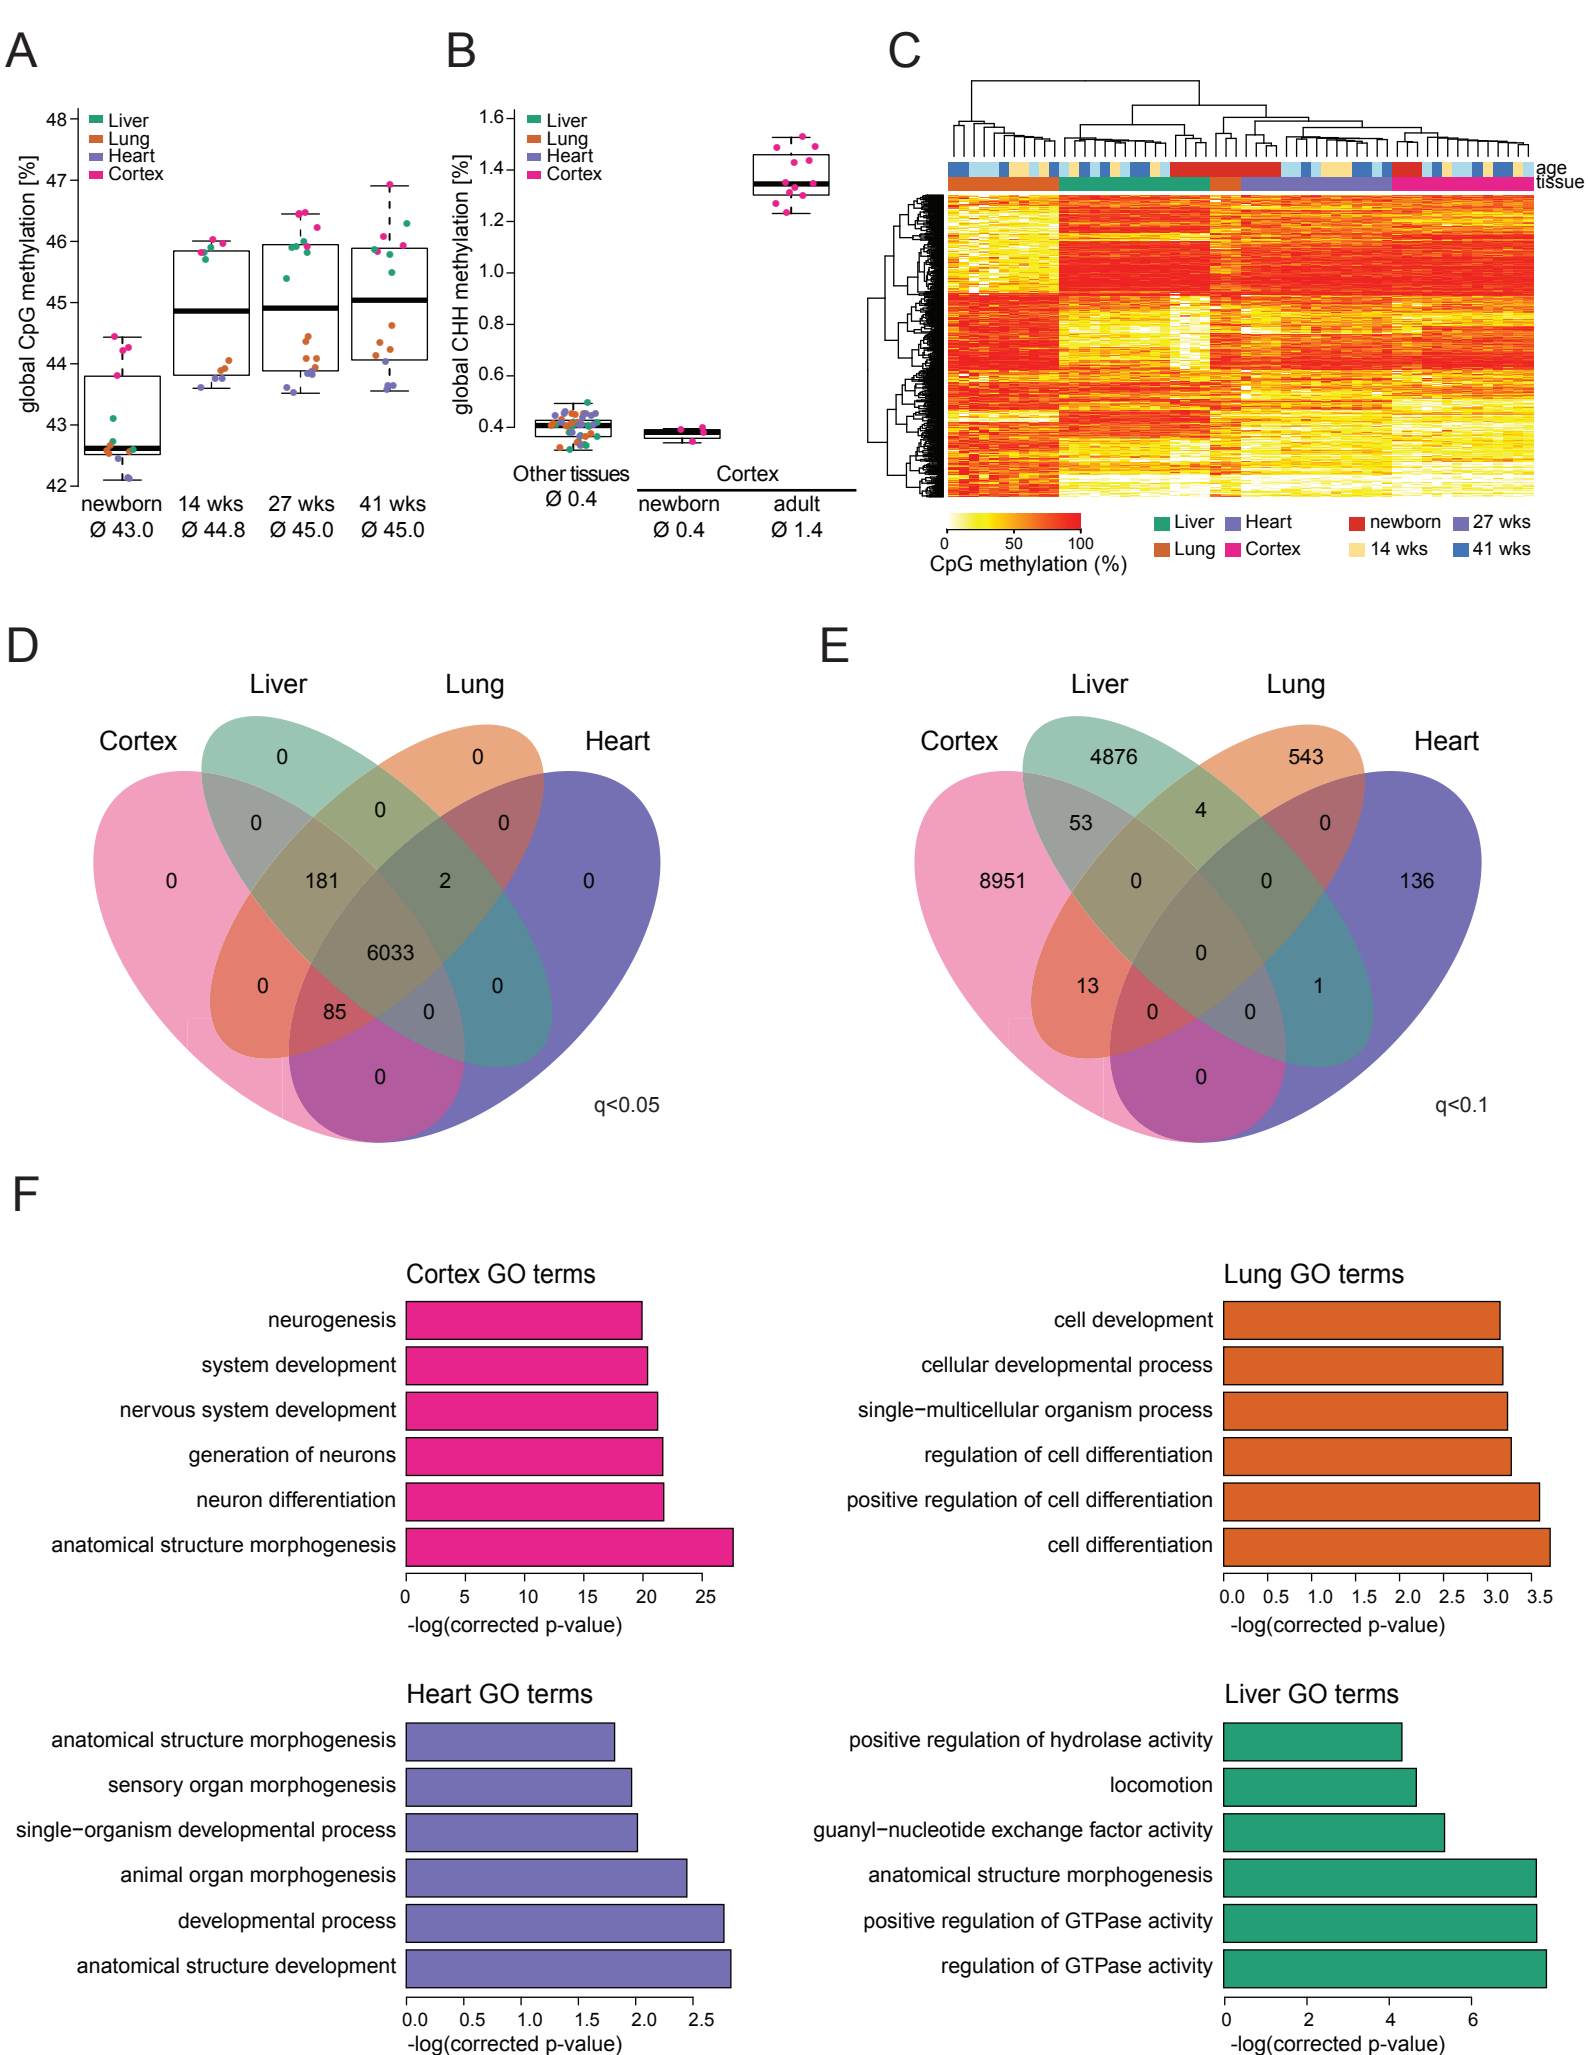 A
B
C
global CpG methylation [%]
48
47
46
45
44
43
42
Liver
Lung
Heart
Cortex
newborn 14 wks 27 wks 41 wks
Ø 43.0 Ø 44.8 Ø 45.0 Ø 45.0
global CHH methylation [%]
1.6
1.4
1.2
1.0
0.8
0.6
0.4
Liver
Lung
Heart
Cortex
Other tissues
Ø 0.4
Cortex
newborn adult
Ø 0.4 Ø 1.4
age
tissue
0 50 100
CpG methylation (%)
Liver Heart newborn 27 wks
Lung Cortex 14 wks 41 wks
D
Liver Lung
Cortex Heart
0 0
0 0 0
0 181 2 0
6033
0 0
85 0
0
q<0.05
E
Liver Lung
Cortex Heart
4876 543
53 4 0
8951 0 0 136
0
13 1
0 0
0
q<0.1
F
Cortex GO terms
neurogenesis
system development
nervous system development
generation of neurons
neuron differentiation
anatomical structure morphogenesis
0 5 10 15 20 25
-log(corrected p-value)
Lung GO terms
cell development
cellular developmental process
single−multicellular organism process
regulation of cell differentiation
positive regulation of cell differentiation
cell differentiation
0.0 0.5 1.0 1.5 2.0 2.5 3.0 3.5
-log(corrected p-value)
Heart GO terms
anatomical structure morphogenesis
sensory organ morphogenesis
single−organism developmental process
animal organ morphogenesis
developmental process
anatomical structure development
0.0 0.5 1.0 1.5 2.0 2.5
-log(corrected p-value)
Liver GO terms
positive regulation of hydrolase activity
locomotion
guanyl−nucleotide exchange factor activity
anatomical structure morphogenesis
positive regulation of GTPase activity
regulation of GTPase activity
0 2 4 6
-log(corrected p-value)